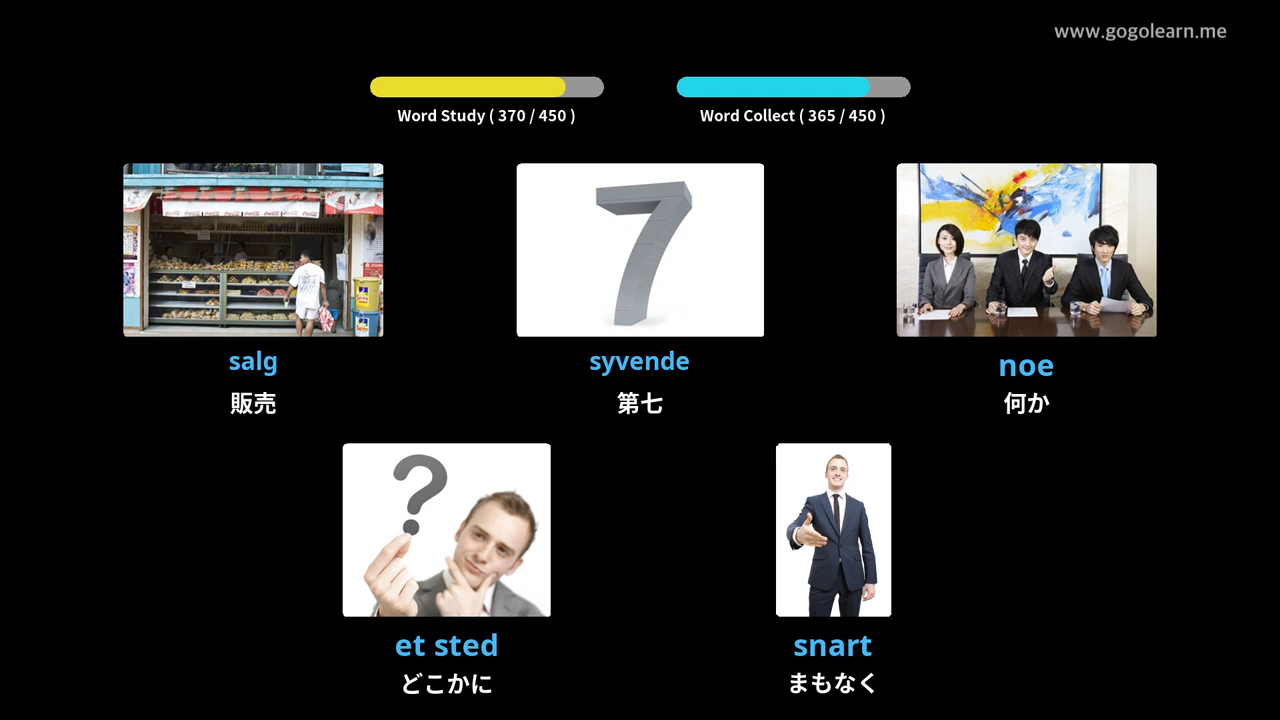 www.gogolearn.me
Word Study ( 370 / 450 )
Word Collect ( 365 / 450 )
salg
syvende
noe
販売
第七
何か
et sted
snart
どこかに
まもなく